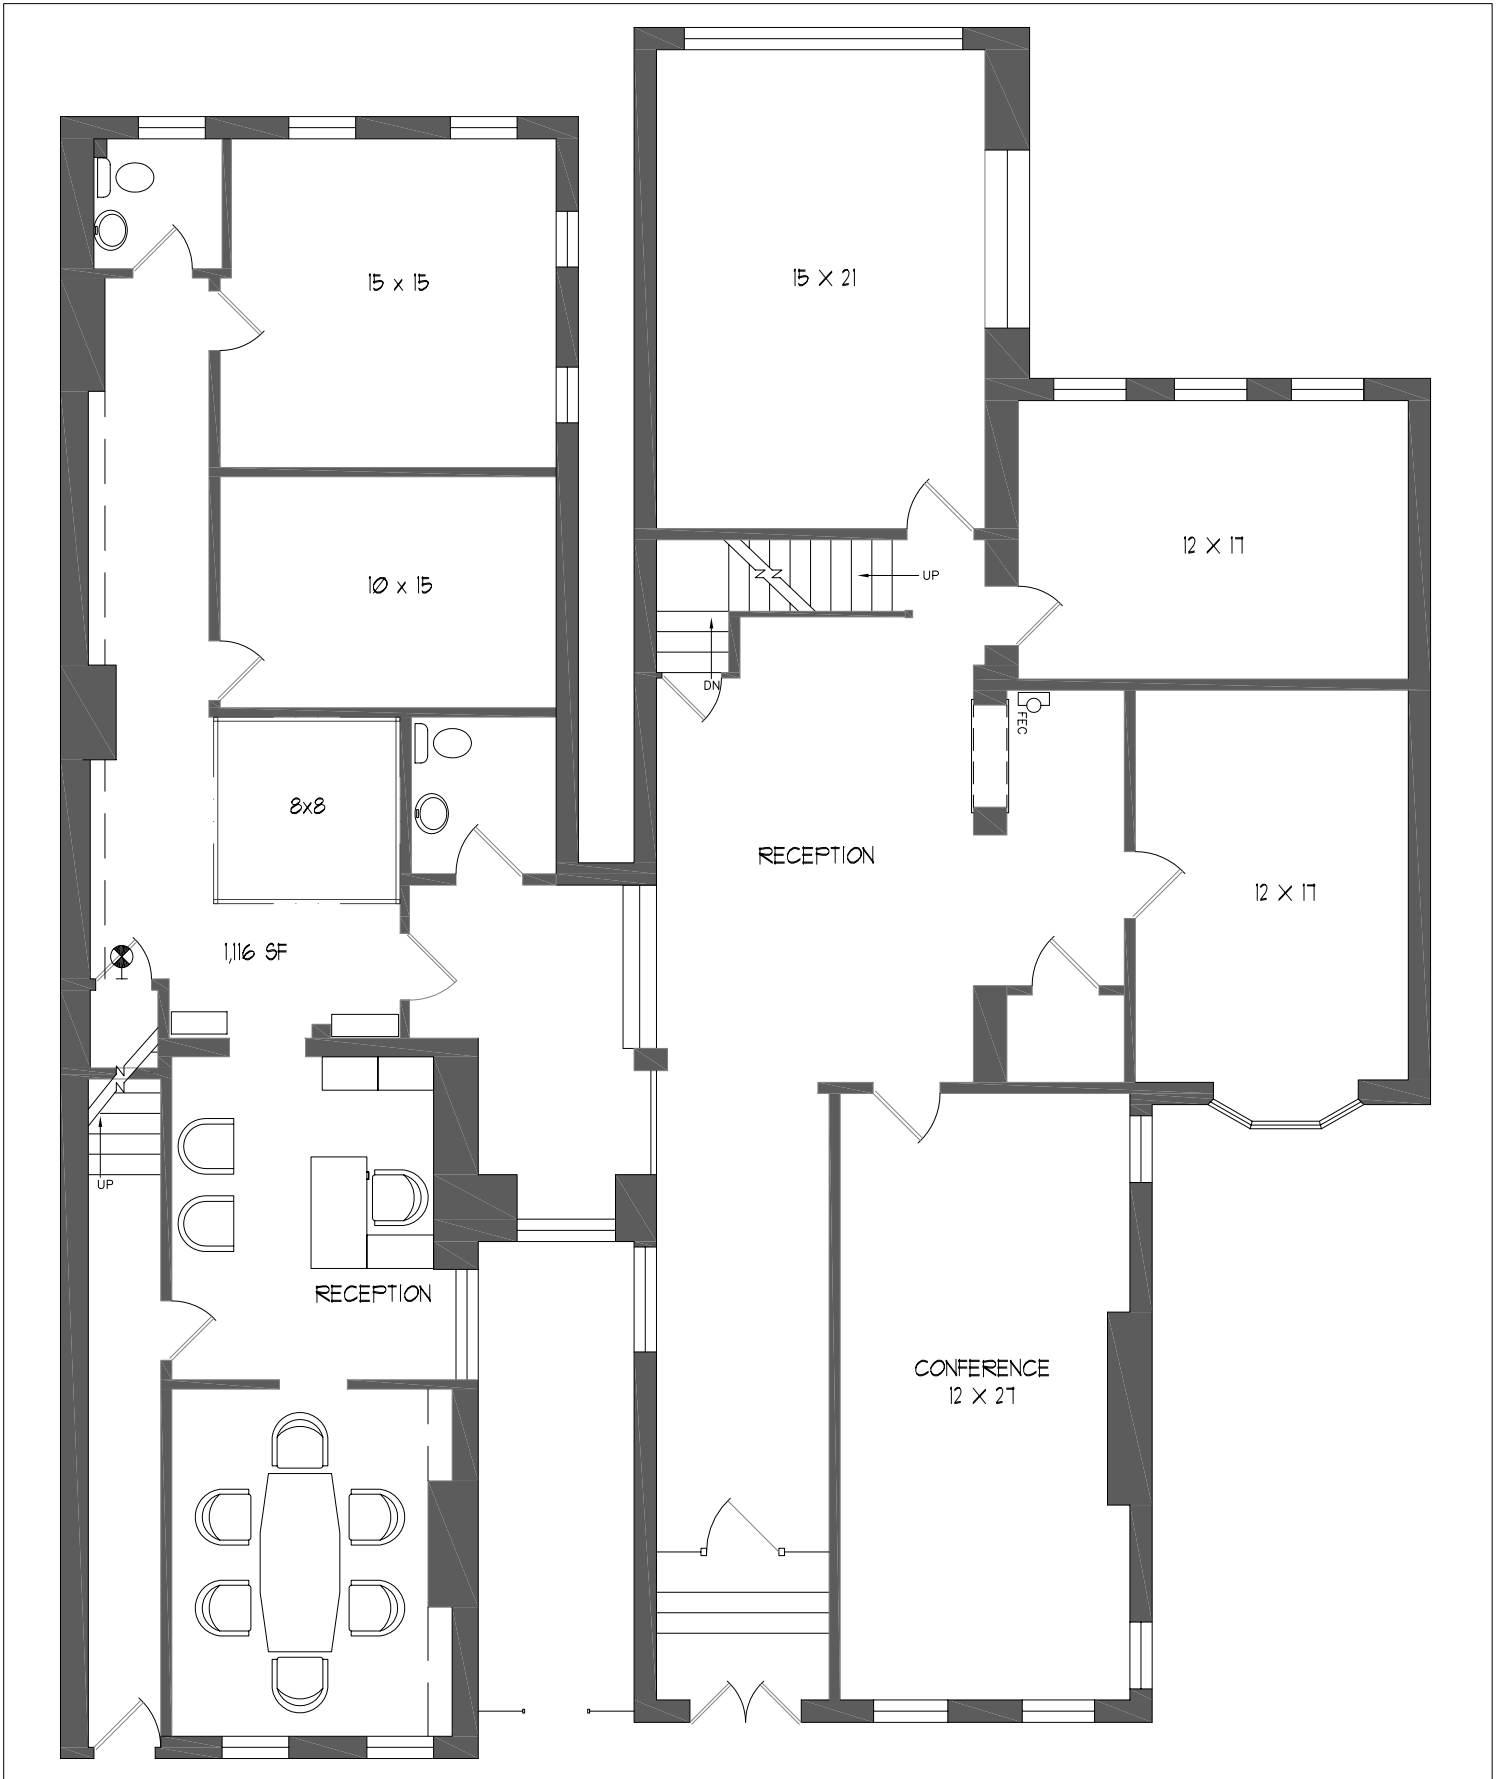 15 x 15
15 X 21
12 X 17
10 x 15
UP
DN
FEC
8x8
RECEPTION
12 X 17
1,116 SF
UP
RECEPTION
CONFERENCE
12 X 27